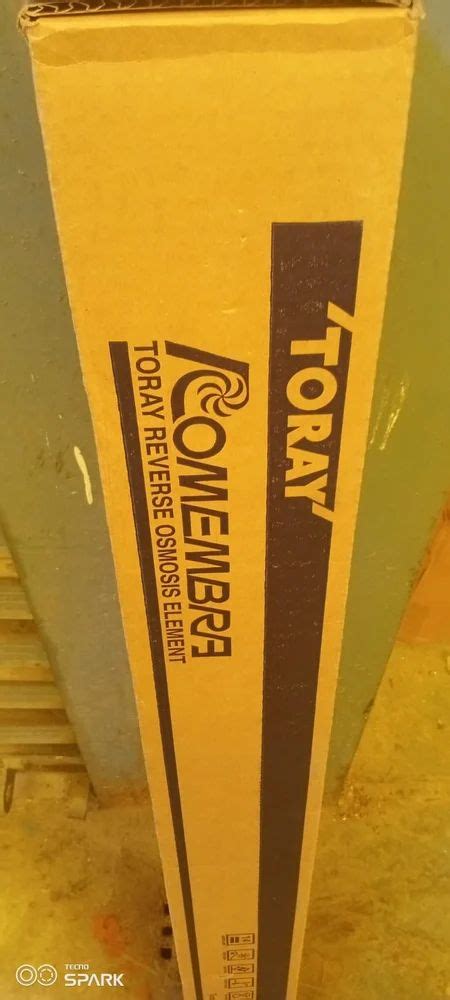 TORAY
ROMEMBRA
TORAY REVERSE OSMOSIS ELEMENT
TECNO
SPARK